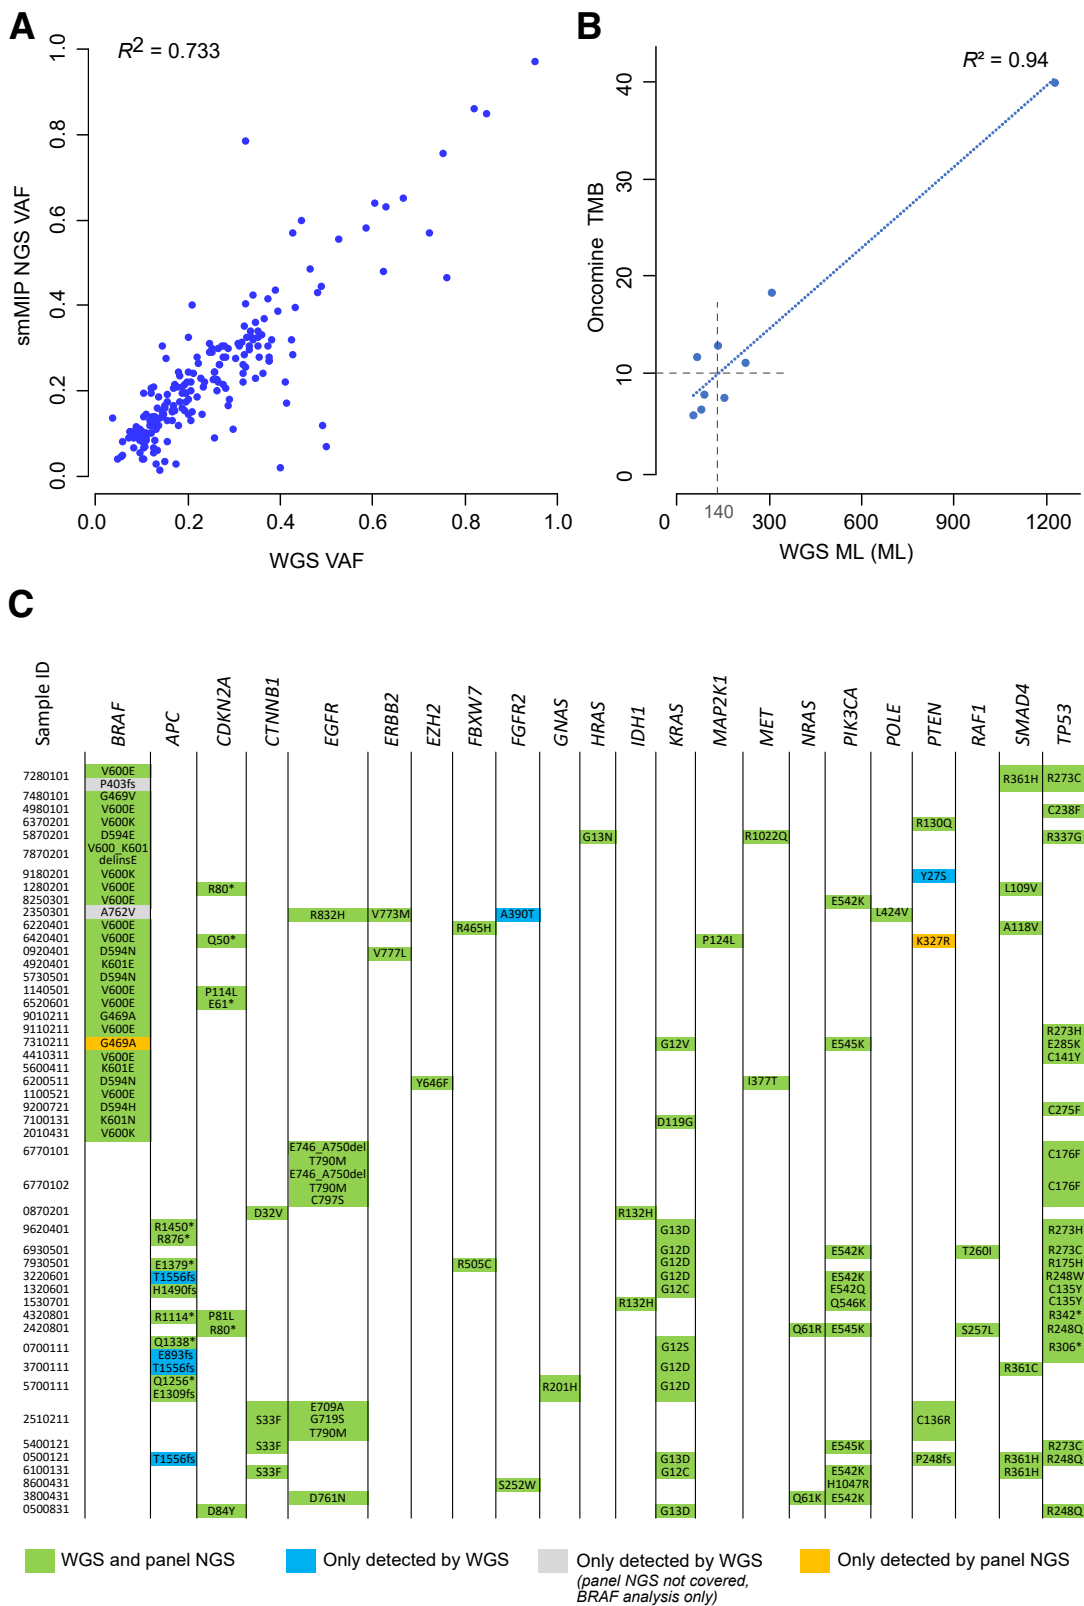 A
R2 = 0.733
smMIP NGS VAF
1.0
0.8
0.6
0.4
0.2
0.0
0.0 0.2 0.4 0.6 0.8 1.0
WGS VAF
B
R² = 0.94
Oncomine TMB
40
30
20
10
0
0 140 300 600 900 1200
WGS ML (ML)
C
Sample ID BRAF APC CDKN2A CTNNB1 EGFR ERBB2 EZH2 FBXW7 FGFR2 GNAS HRAS IDH1 KRAS MAP2K1 MET NRAS PIK3CA POLE PTEN RAF1 SMAD4 TP53
7280101 V600E R361H R273C
P403fs
7480101 G469V
4980101 V600E C238F
6370201 V600K R130Q
5870201 D594E G13N R1022Q R337G
7870201 V600_K601
delinsE
9180201 V600K Y27S
1280201 V600E R80* L109V
8250301 V600E E542K
2350301 A762V R832H V773M A390T L424V
6220401 V600E R465H A118V
6420401 V600E Q50* P124L K327R
0920401 D594N V777L
4920401 K601E
5730501 D594N
1140501 V600E P114L
6520601 V600E E61*
9010211 G469A
9110211 V600E R273H
7310211 G469A G12V E545K E285K
4410311 V600E C141Y
5600411 K601E
6200511 D594N Y646F I377T
1100521 V600E
9200721 D594H C275F
7100131 K601N D119G
2010431 V600K
6770101 E746_A750del C176F
T790M
E746_A750del
6770102 T790M C176F
C797S
0870201 D32V R132H
9620401 R1450* G13D R273H
R876*
6930501 G12D E542K T260I R273C
7930501 E1379* R505C G12D R175H
3220601 T1556fs G12D E542K R248W
1320601 H1490fs G12C E542Q C135Y
1530701 R132H Q546K C135Y
4320801 R1114* P81L R342*
2420801 R80* Q61R E545K S257L R248Q
0700111 Q1338* G12S R306*
E893fs
3700111 T1556fs G12D R361C
5700111 Q1256* R201H G12D
E1309fs
E709A
2510211 S33F G719S C136R
T790M
5400121 S33F E545K R273C
0500121 T1556fs G13D P248fs R361H R248Q
6100131 S33F G12C E542K R361H
8600431 S252W H1047R
3800431 D761N Q61K E542K
0500831 D84Y G13D R248Q
WGS and panel NGS
Only detected by WGS
Only detected by WGS
(panel NGS not covered,
BRAF analysis only)
Only detected by panel NGS